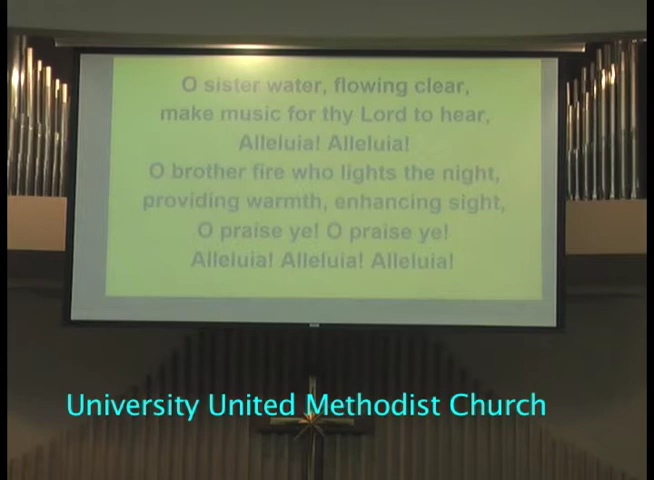 O sister water, flowing clear,
make music for thy Lord to hear,
Alleluia! Alleluia!
O brother fire who lights the night,
providing warmth, enhancing sight,
O praise ye! O praise ye!
Alleluia! Alleluia! Alleluia!
University United Methodist Church